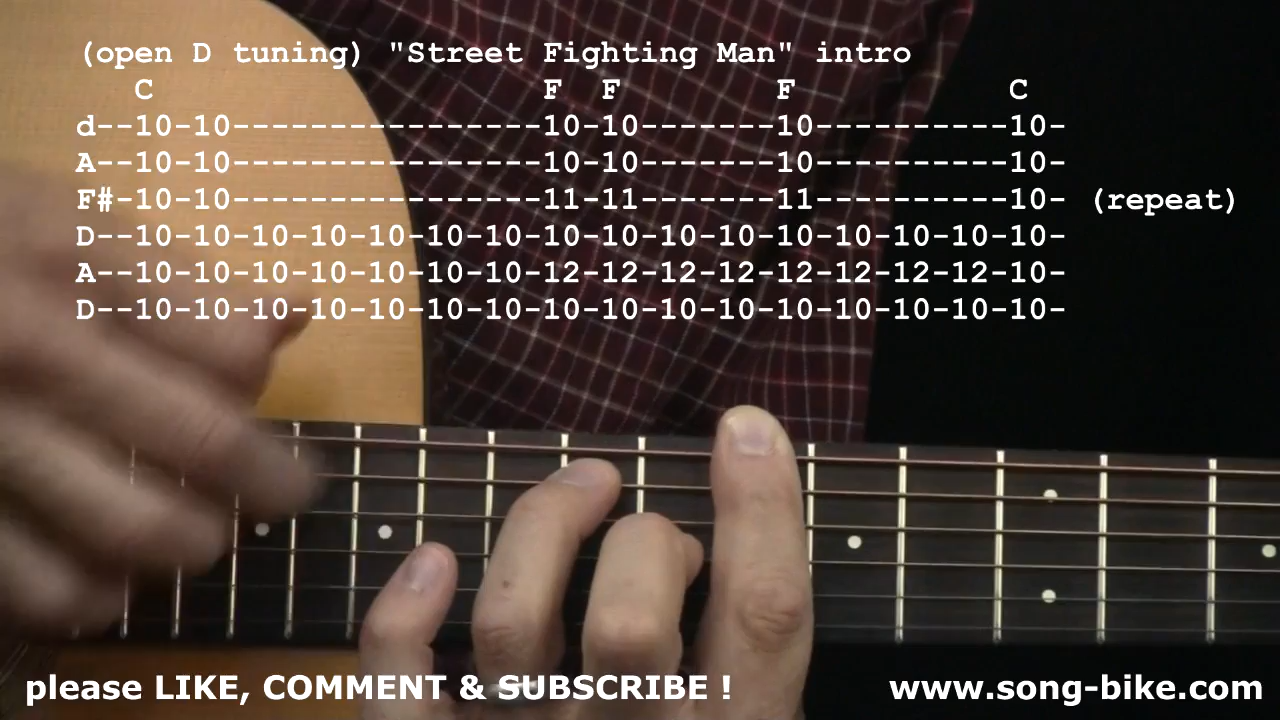 (open D tuning) "Street Fighting Man" intro
C F F F C
d--10-10----------------10-10-------10----------10-
A--10-10----------------10-10-------10----------10-
F#-10-10----------------11-11-------11----------10- (repeat)
D--10-10-10-10-10-10-10-10-10-10-10-10-10-10-10-10-
A--10-10-10-10-10-10-10-12-12-12-12-12-12-12-12-10-
D--10-10-10-10-10-10-10-10-10-10-10-10-10-10-10-10-
please LIKE, COMMENT & SUBSCRIBE ! www.song-bike.com